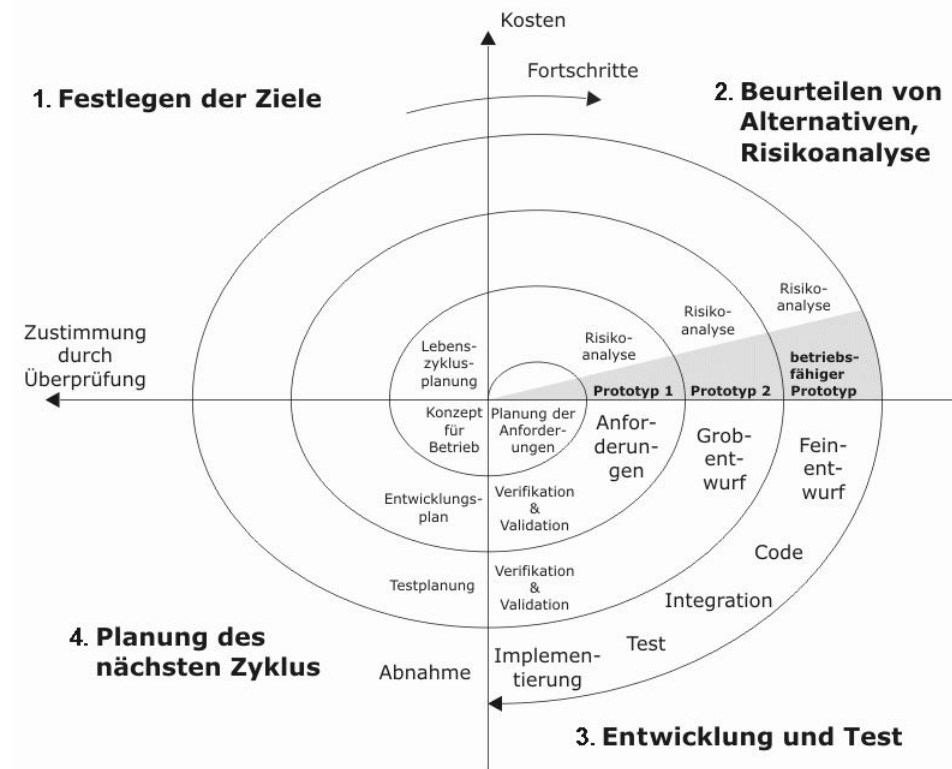 Kosten
Fortschritte
1. Festlegen der Ziele
2. Beurteilen von
Alternativen,
Risikoanalyse
Zustimmung
durch
Überprüfung)
Lebens-
zyklus-
planung
Risiko-
analyse
Risiko-
analyse
Risiko-
analyse
Prototyp 1
Prototyp 2
betriebs-
fähiger
Prototyp
Konzept
für
Betrieb
Planung der
Anforder-
ungen
Anfor-
derun-
gen
Grob-
ent-
wurf
Fein-
ent-
wurf
Entwicklungs-
plan
Verifikation
&
Validation
Code
Testplanung
Verifikation
&
Validation
Integration
Test
4. Planung des
nächsten Zyklus
Abnahme
Implemen-
tierung
3. Entwicklung und Test